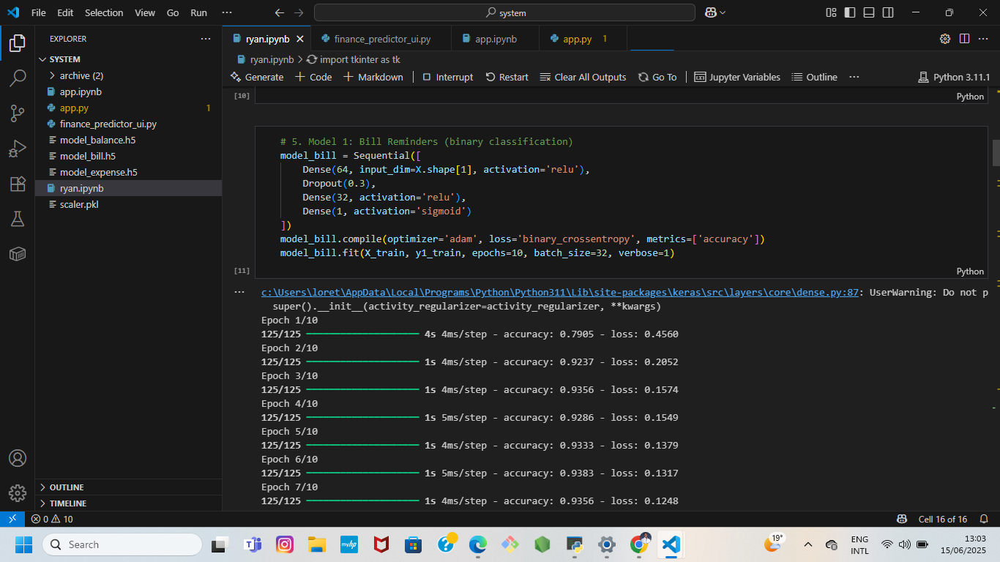 File Edit Selection View Go Run ··· system
EXPLORER ···
SYSTEM
archive (2)
app.ipynb
app.py 1
finance_predictor_ui.py
model_balance.h5
model_bill.h5
model_expense.h5
ryan.ipynb
scaler.pkl
OUTLINE
TIMELINE
ryan.ipynb finance_predictor_ui.py app.ipynb app.py 1
ryan.ipynb > import tkinter as tk
Generate + Code + Markdown Interrupt Restart Clear All Outputs Go To Jupyter Variables Outline ··· Python 3.11.1
[10] Python
# 5. Model 1: Bill Reminders (binary classification)
model_bill = Sequential([
Dense(64, input_dim=X.shape[1], activation='relu'),
Dropout(0.3),
Dense(32, activation='relu'),
Dense(1, activation='sigmoid')
])
model_bill.compile(optimizer='adam', loss='binary_crossentropy', metrics=['accuracy'])
model_bill.fit(X_train, y1_train, epochs=10, batch_size=32, verbose=1)
[11] Python
··· c:\Users\loret\AppData\Local\Programs\Python\Python311\Lib\site-packages\keras\src\layers\core\dense.py:87: UserWarning: Do not p
super().__init__(activity_regularizer=activity_regularizer, **kwargs)
Epoch 1/10
125/125 ━━━━━━━━━━━━━━━━━━━━ 4s 4ms/step - accuracy: 0.7905 - loss: 0.4560
Epoch 2/10
125/125 ━━━━━━━━━━━━━━━━━━━━ 1s 4ms/step - accuracy: 0.9237 - loss: 0.2052
Epoch 3/10
125/125 ━━━━━━━━━━━━━━━━━━━━ 1s 4ms/step - accuracy: 0.9356 - loss: 0.1574
Epoch 4/10
125/125 ━━━━━━━━━━━━━━━━━━━━ 1s 5ms/step - accuracy: 0.9286 - loss: 0.1549
Epoch 5/10
125/125 ━━━━━━━━━━━━━━━━━━━━ 1s 4ms/step - accuracy: 0.9333 - loss: 0.1379
Epoch 6/10
125/125 ━━━━━━━━━━━━━━━━━━━━ 1s 5ms/step - accuracy: 0.9383 - loss: 0.1317
Epoch 7/10
125/125 ━━━━━━━━━━━━━━━━━━━━ 1s 4ms/step - accuracy: 0.9356 - loss: 0.1248
0 10 Cell 16 of 16
Search myhp 19° ENG INTL 13:03 15/06/2025